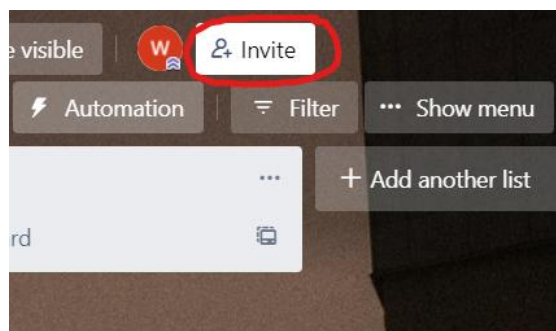 e visible W Invite
Automation Filter ··· Show menu
··· + Add another list
rd